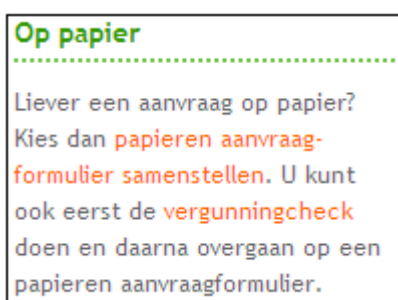 Op papier
Liever een aanvraag op papier?
Kies dan papieren aanvraag-
formulier samenstellen. U kunt
ook eerst de vergunningcheck
doen en daarna overgaan op een
papieren aanvraagformulier.